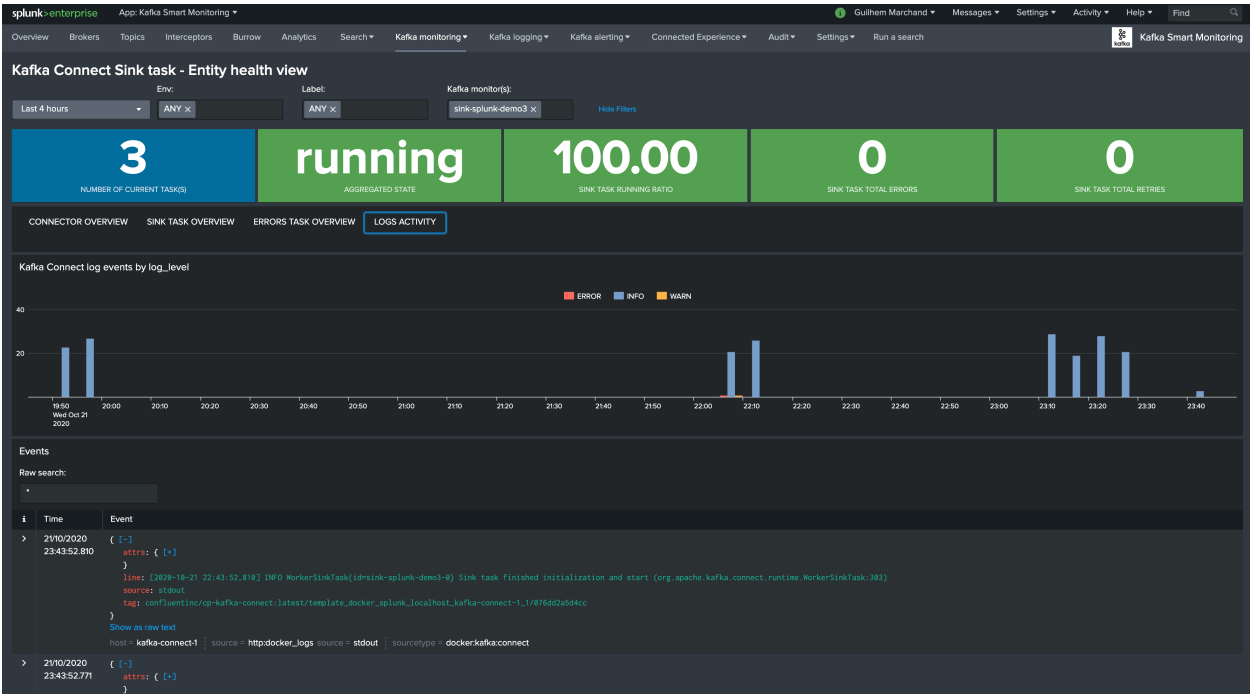 splunk>enterprise App: Kafka Smart Monitoring Guilhem Marchand Messages Settings Activity Help Find
Overview Brokers Topics Interceptors Burrow Analytics Search Kafka monitoring Kafka logging Kafka alerting Connected Experience Audit Settings Run a search kafka Kafka Smart Monitoring
Kafka Connect Sink task - Entity health view
Env: Label: Kafka monitor(s):
Last 4 hours ANY × ANY × sink-splunk-demo3 × Hide Filters
3 running 100.00 0 0
NUMBER OF CURRENT TASK(S) AGGREGATED STATE SINK TASK RUNNING RATIO SINK TASK TOTAL ERRORS SINK TASK TOTAL RETRIES
CONNECTOR OVERVIEW SINK TASK OVERVIEW ERRORS TASK OVERVIEW LOGS ACTIVITY
Kafka Connect log events by log_level
ERROR INFO WARN
40
20
19:50 20:00 20:10 20:20 20:30 20:40 20:50 21:00 21:10 21:20 21:30 21:40 21:50 22:00 22:10 22:20 22:30 22:40 22:50 23:00 23:10 23:20 23:30 23:40
Wed Oct 21
2020
Events
Raw search:
*
i Time Event
> 21/10/2020 { [-]
23:43:52.810 attrs: { [+]
}
line: [2020-10-21 22:43:52,810] INFO WorkerSinkTask{id=sink-splunk-demo3-0} Sink task finished initialization and start (org.apache.kafka.connect.runtime.WorkerSinkTask:303)
source: stdout
tag: confluentinc/cp-kafka-connect:latest/template_docker_splunk_localhost_kafka-connect-1_1/076dd2a5d4cc
}
Show as raw text
host = kafka-connect-1 source = http:docker_logs source = stdout sourcetype = docker:kafka:connect
> 21/10/2020 { [-]
23:43:52.771 attrs: { [+]
}